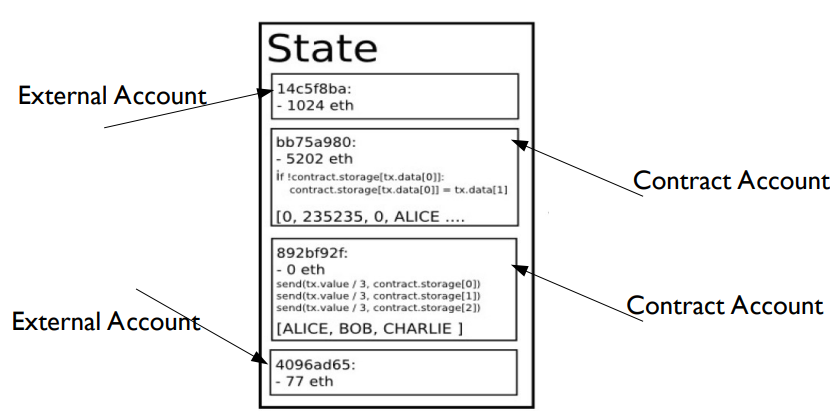 State
External Account
14c5f8ba:
- 1024 eth
bb75a980:
- 5202 eth
if !contract.storage[tx.data[0]]:
contract.storage[tx.data[0]] = tx.data[1]
[0, 235235, 0, ALICE ....
Contract Account
892bf92f:
- 0 eth
send(tx.value / 3, contract.storage[0])
send(tx.value / 3, contract.storage[1])
send(tx.value / 3, contract.storage[2])
[ALICE, BOB, CHARLIE ]
Contract Account
External Account
4096ad65:
- 77 eth